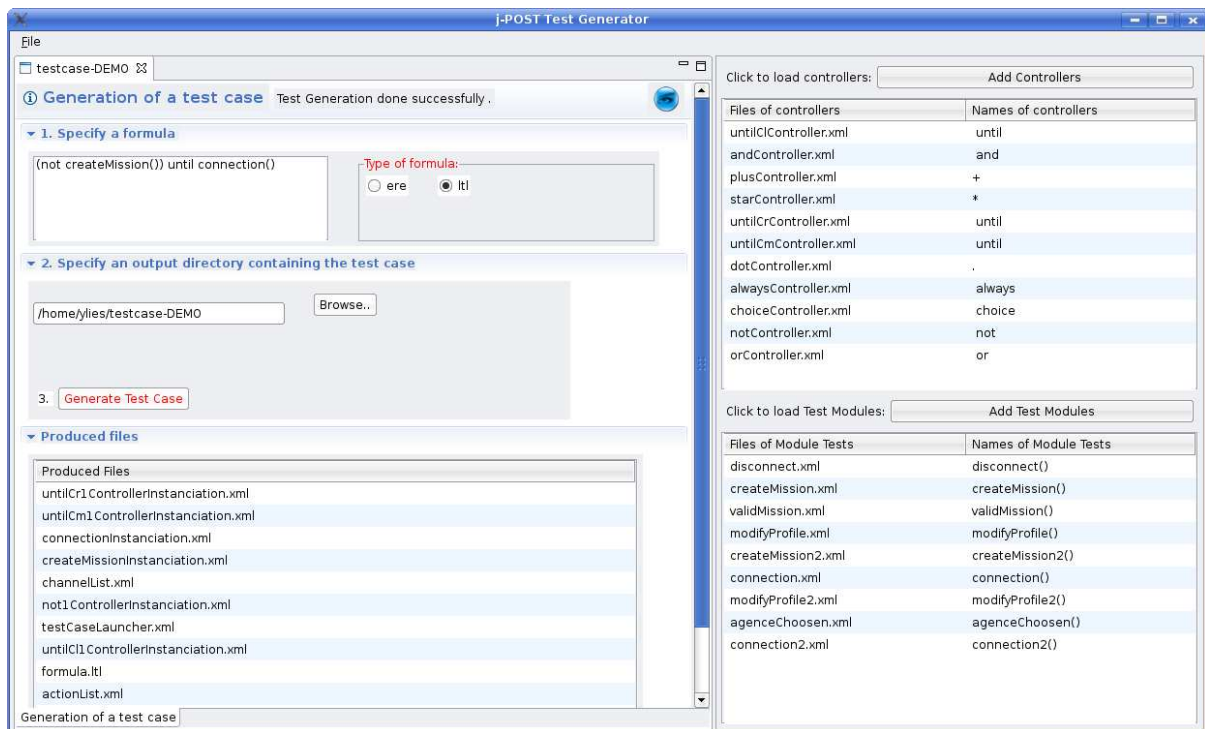 j-POST Test Generator
File
testcase-DEMO
Generation of a test case Test Generation done successfully .
1. Specify a formula
(not createMission()) until connection()
Type of formula:
ere ltl
2. Specify an output directory containing the test case
/home/ylies/testcase-DEMO
Browse..
3. Generate Test Case
Produced files
Produced Files
untilCr1ControllerInstanciation.xml
untilCm1ControllerInstanciation.xml
connectionInstanciation.xml
createMissionInstanciation.xml
channelList.xml
not1ControllerInstanciation.xml
testCaseLauncher.xml
untilCl1ControllerInstanciation.xml
formula.ltl
actionList.xml
Generation of a test case
Click to load controllers: Add Controllers
Files of controllers Names of controllers
untilClController.xml until
andController.xml and
plusController.xml +
starController.xml *
untilCrController.xml until
untilCmController.xml until
dotController.xml .
alwaysController.xml always
choiceController.xml choice
notController.xml not
orController.xml or
Click to load Test Modules: Add Test Modules
Files of Module Tests Names of Module Tests
disconnect.xml disconnect()
createMission.xml createMission()
validMission.xml validMission()
modifyProfile.xml modifyProfile()
createMission2.xml createMission2()
connection.xml connection()
modifyProfile2.xml modifyProfile2()
agenceChoosen.xml agenceChoosen()
connection2.xml connection2()